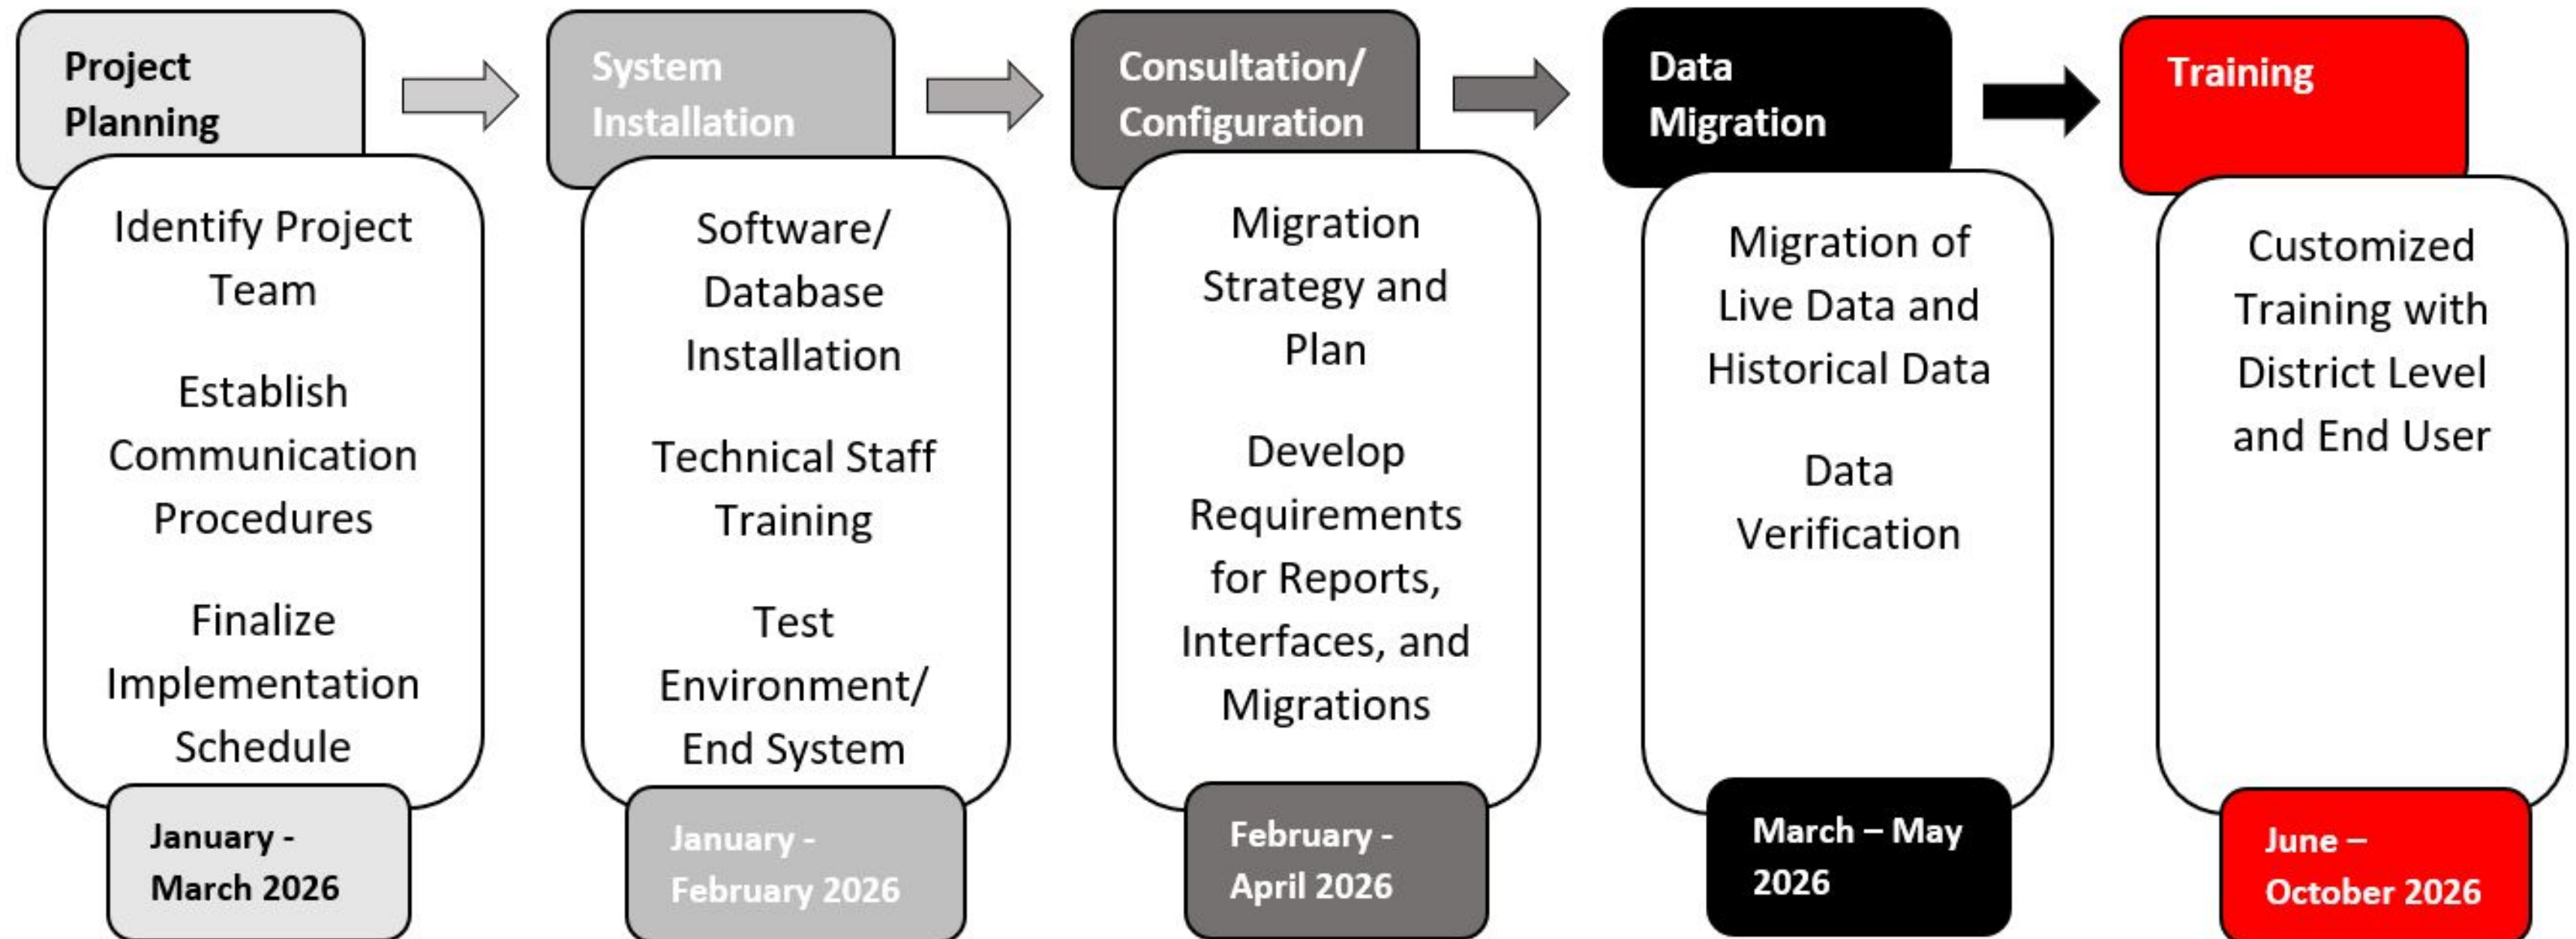 Project
Planning
Identify Project
Team
Establish
Communication
Procedures
Finalize
Implementation
Schedule
January -
March 2026
System
Installation
Software/
Database
Installation
Technical Staff
Training
Test
Environment/
End System
January -
February 2026
Consultation/
Configuration
Migration
Strategy and
Plan
Develop
Requirements
for Reports,
Interfaces, and
Migrations
February -
April 2026
Data
Migration
Migration of
Live Data and
Historical Data
Data
Verification
March – May
2026
Training
Customized
Training with
District Level
and End User
June –
October 2026